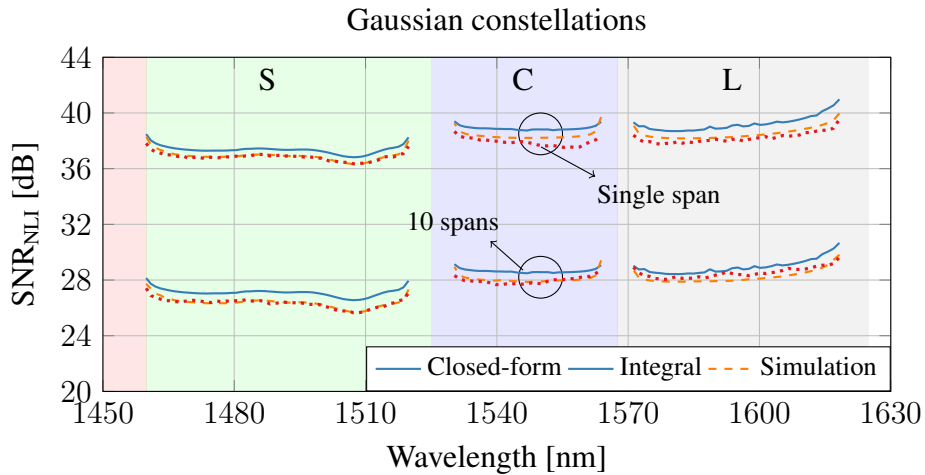 Gaussian constellations
44
40
36
32
28
24
20
SNR_NLI [dB]
S
C
L
Single span
10 spans
Closed-form Integral Simulation
1450 1480 1510 1540 1570 1600 1630
Wavelength [nm]